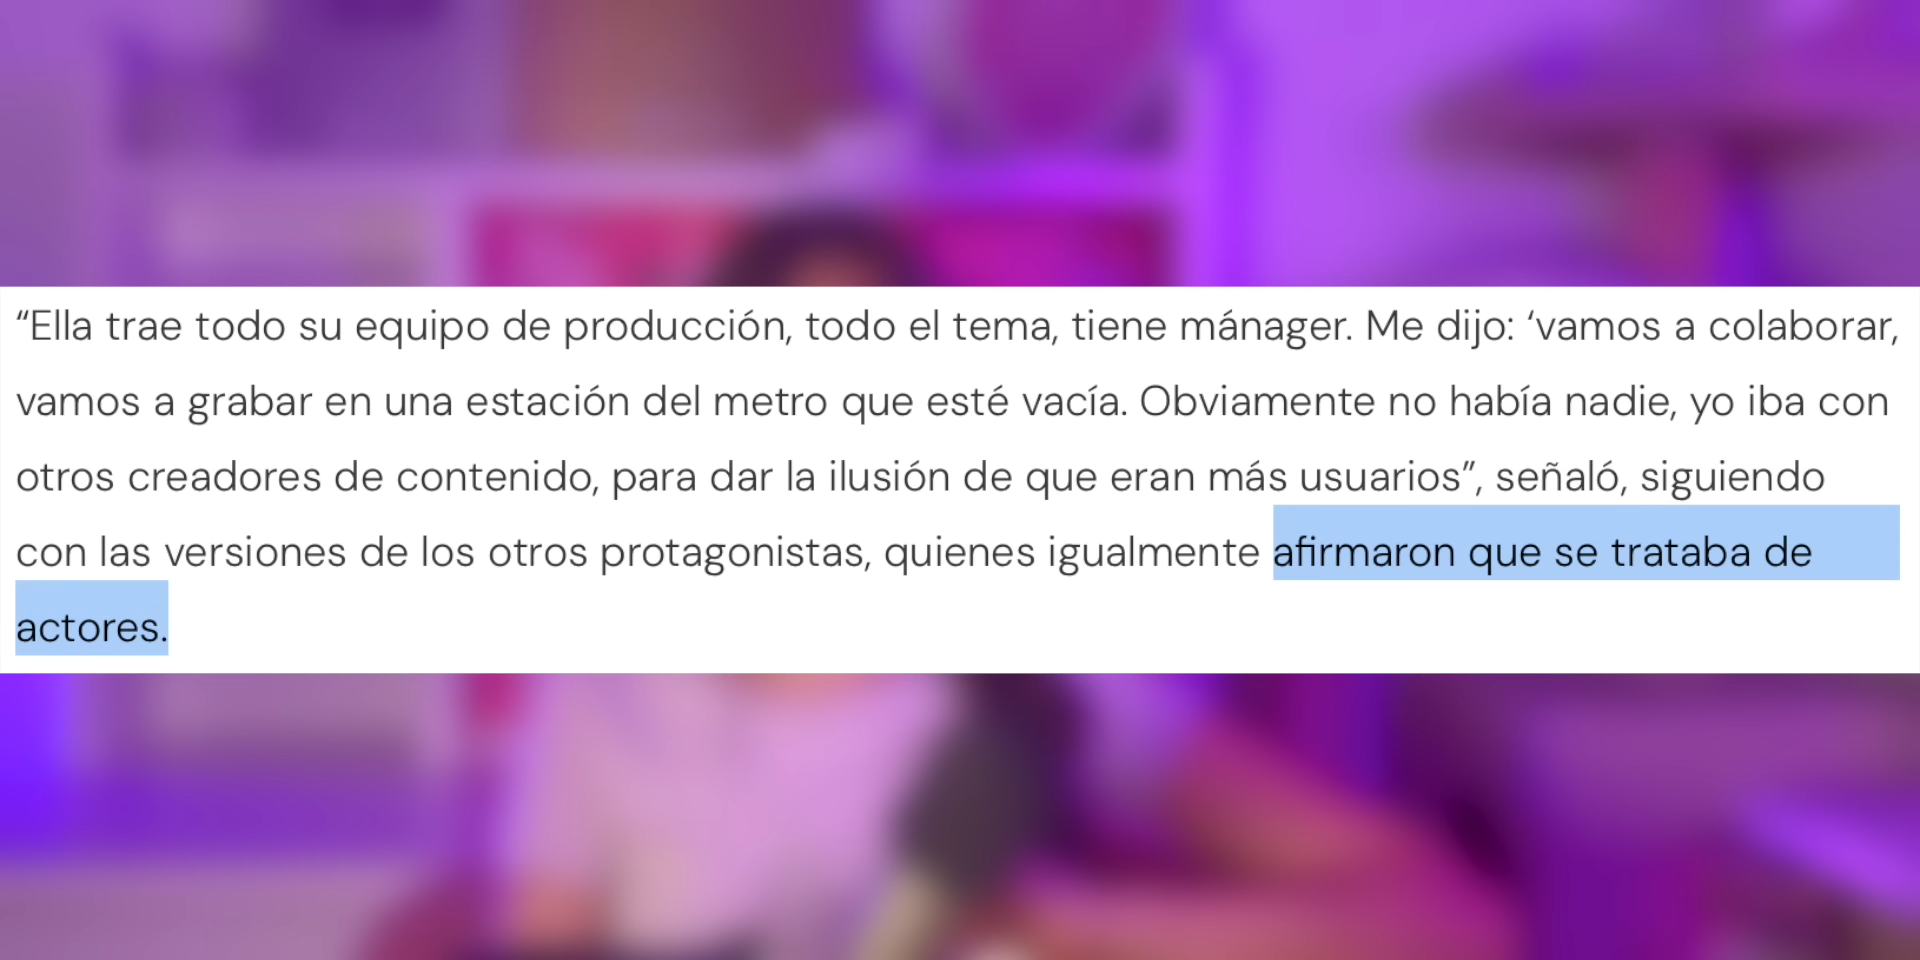 “Ella trae todo su equipo de producción, todo el tema, tiene mánager. Me dijo: ‘vamos a colaborar,
vamos a grabar en una estación del metro que esté vacía. Obviamente no había nadie, yo iba con
otros creadores de contenido, para dar la ilusión de que eran más usuarios”, señaló, siguiendo
con las versiones de los otros protagonistas, quienes igualmente afirmaron que se trataba de
actores.